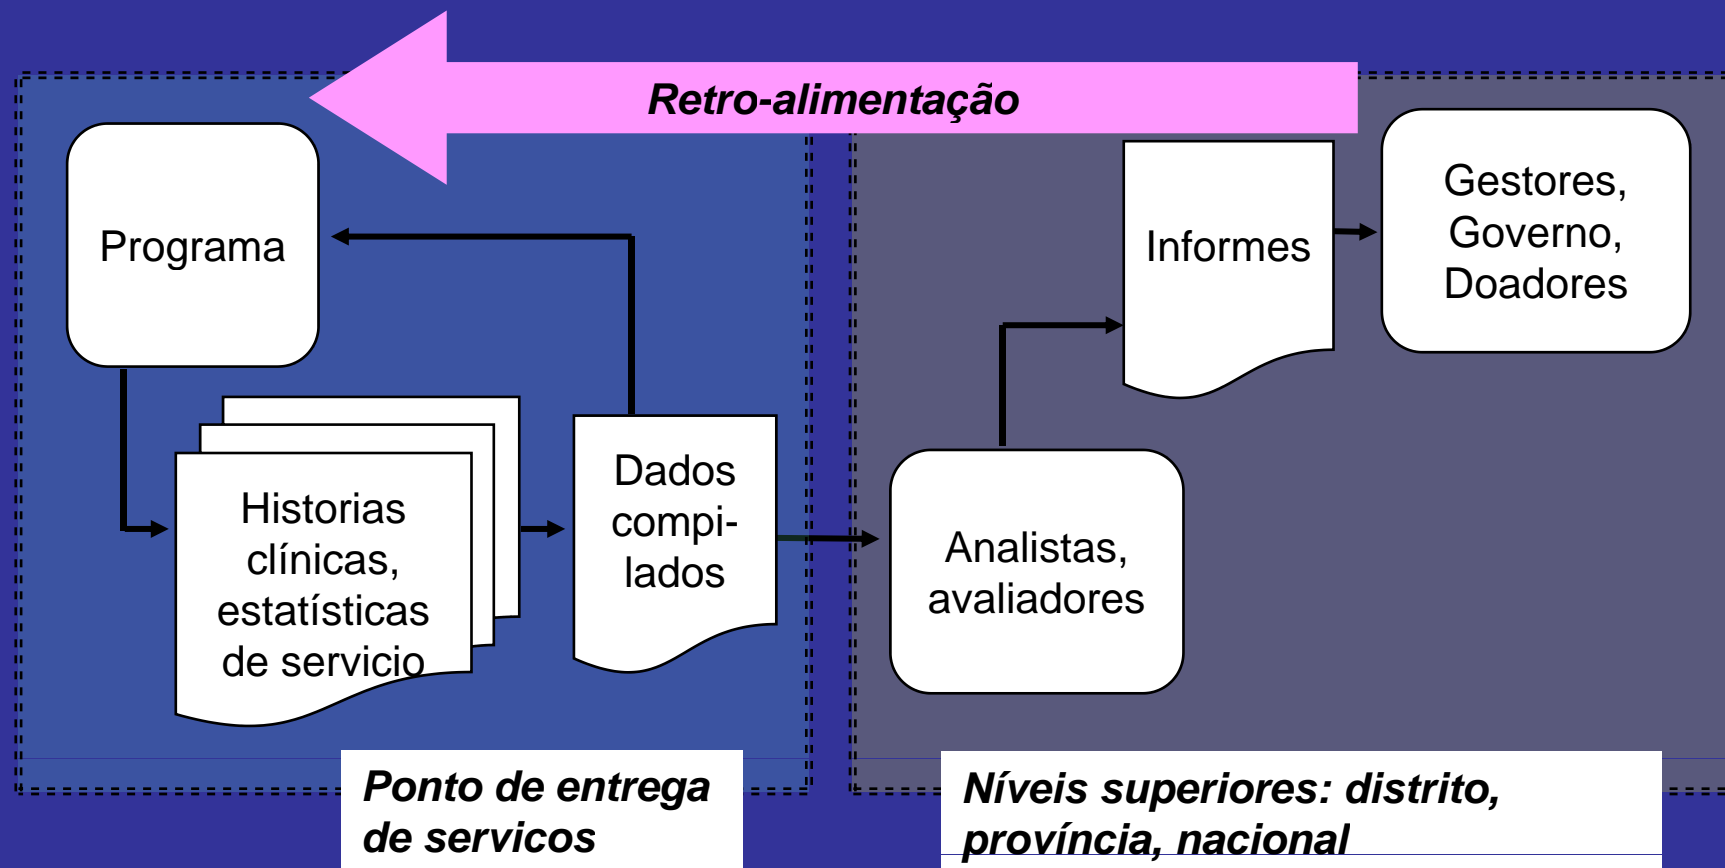 Retro-alimentação
Programa
Historias
clínicas,
estatísticas
de servicio
Dados
compi-
lados
Ponto de entrega
de servicos
Informes
Gestores,
Governo,
Doadores
Analistas,
avaliadores
Níveis superiores: distrito,
província, nacional